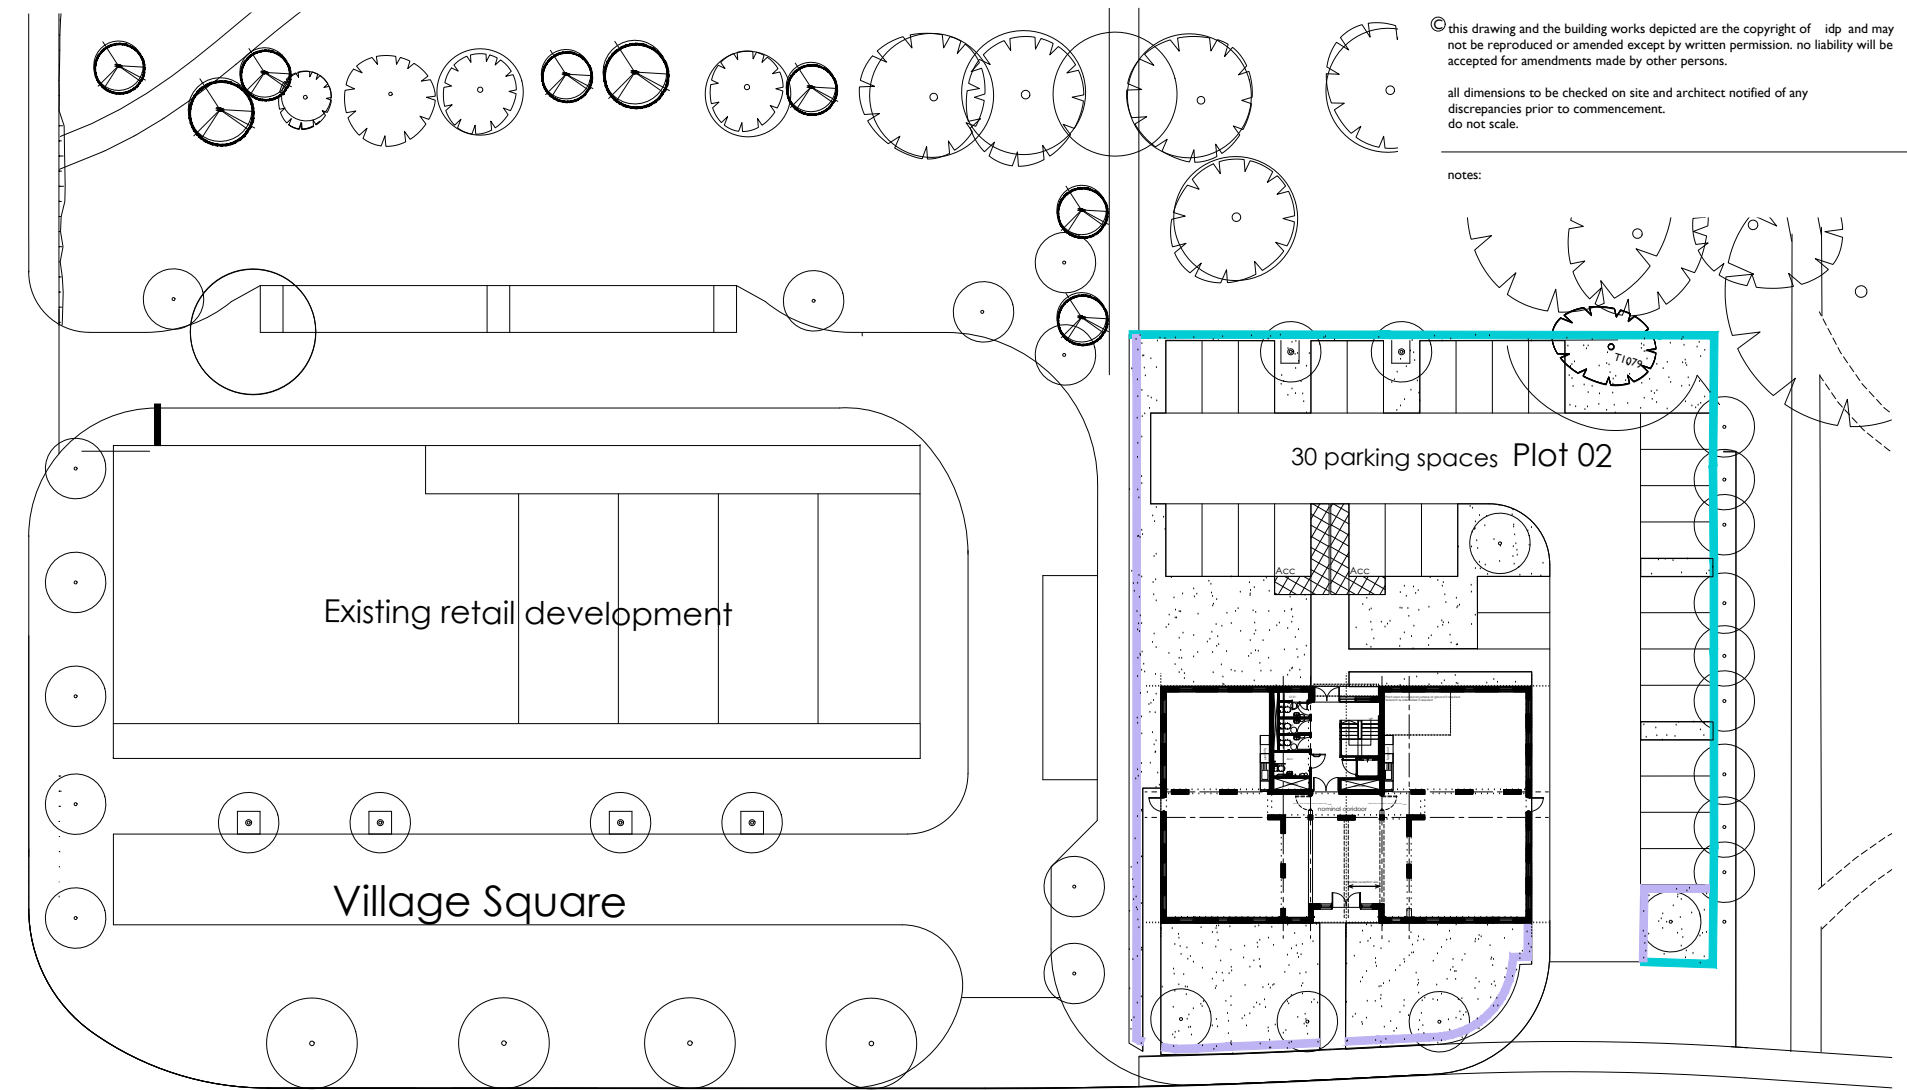 © this drawing and the building works depicted are the copyright of idp and may
not be reproduced or amended except by written permission. no liability will be
accepted for amendments made by other persons.
all dimensions to be checked on site and architect notified of any
discrepancies prior to commencement.
do not scale.
notes:
T1079
30 parking spaces Plot 02
Acc Acc
Existing retail development
nominal corridor
Village Square